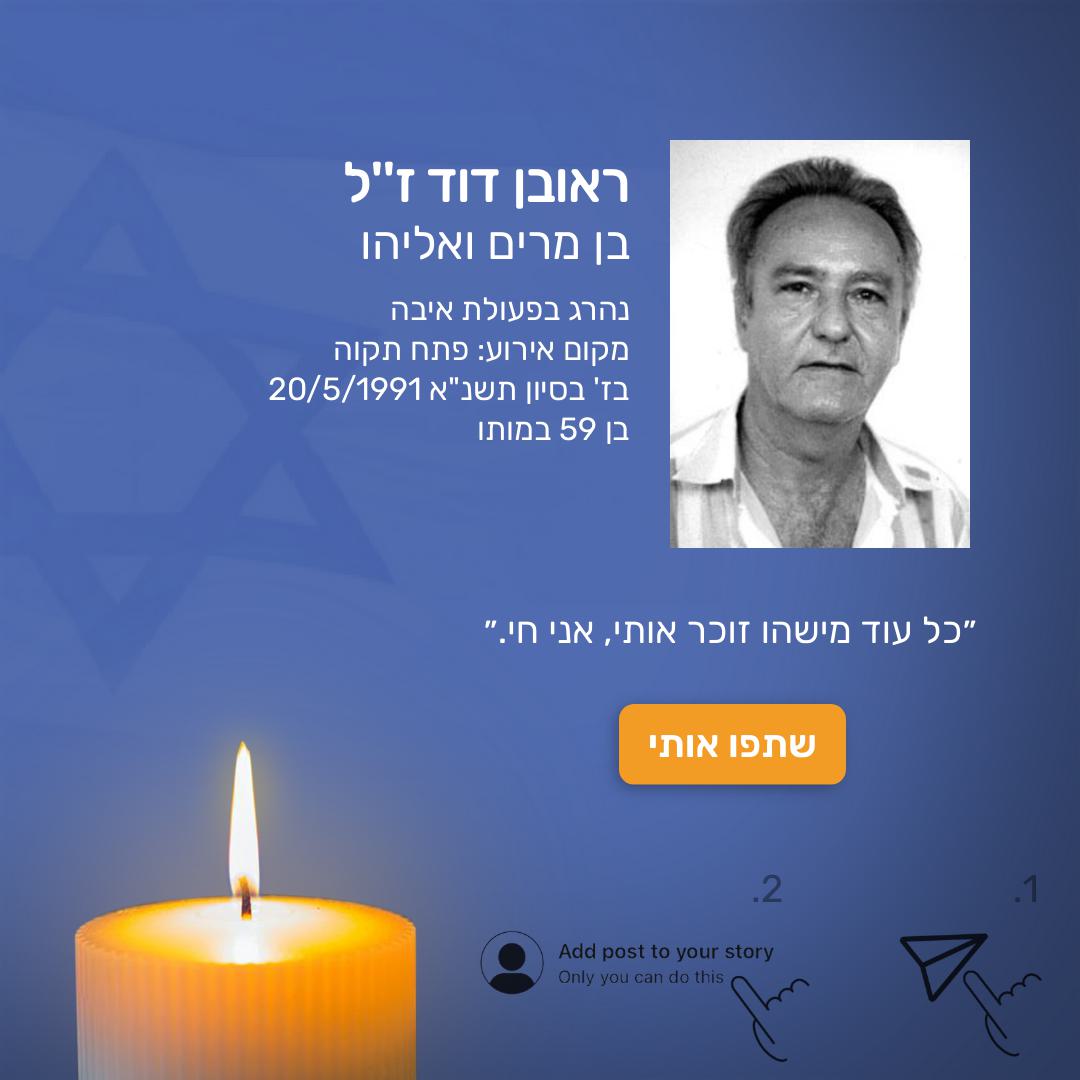 ראובן דוד ז"ל
בן מרים ואליהו
נהרג בפעולת איבה
מקום אירוע: פתח תקוה
בז' בסיון תשנ"א 20/5/1991
בן 59 במותו
״כל עוד מישהו זוכר אותי, אני חי.״
שתפו אותי
1.
2.
Add post to your story
Only you can do this